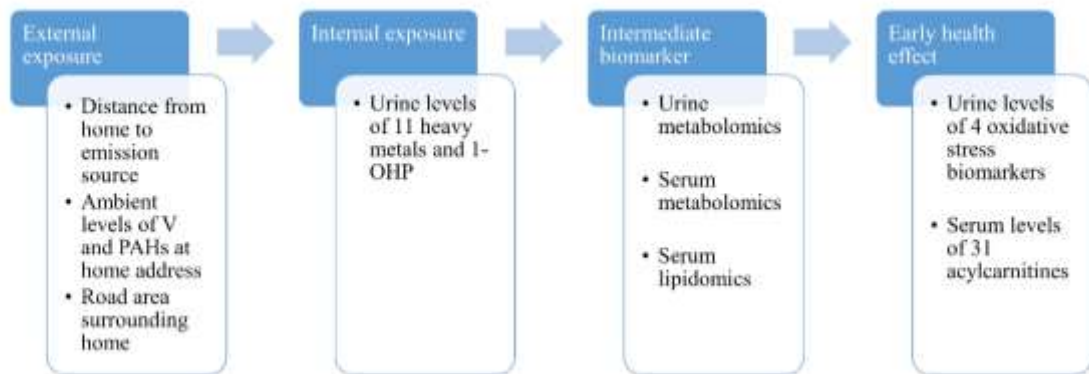 External
exposure
• Distance from
home to
emission
source
• Ambient
levels of V
and PAHs at
home address
• Road area
surrounding
home
Internal exposure
• Urine levels
of 11 heavy
metals and 1-
OHP
Intermediate
biomarker
• Urine
metabolomics
• Serum
metabolomics
• Serum
lipidomics
Early health
effect
• Urine levels
of 4 oxidative
stress
biomarkers
• Serum levels
of 31
acylcarnitines